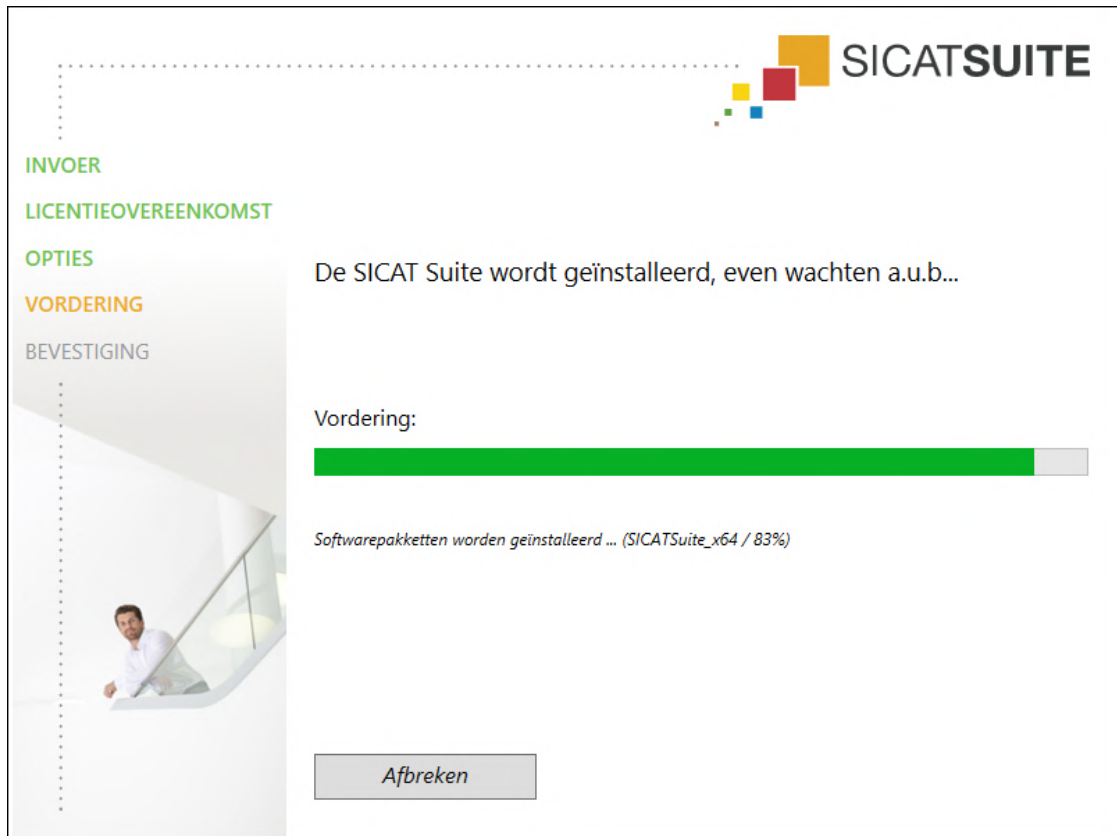 SICATSUITE
INVOER
LICENTIEOVEREENKOMST
OPTIES
VORDERING
BEVESTIGING
De SICAT Suite wordt geïnstalleerd, even wachten a.u.b...
Vordering:
Softwarepakketten worden geïnstalleerd ... (SICATSuite_x64 / 83%)
Afbreken